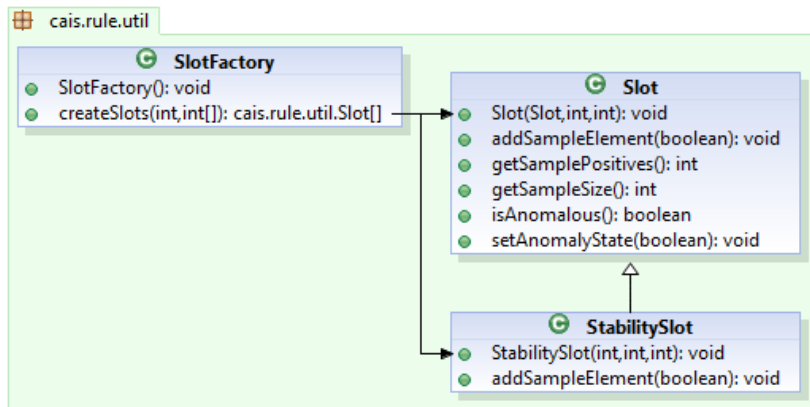 cais.rule.util
SlotFactory
SlotFactory(): void
createSlots(int,int[]): cais.rule.util.Slot[]
Slot
Slot(Slot,int,int): void
addSampleElement(boolean): void
getSamplePositives(): int
getSampleSize(): int
isAnomalous(): boolean
setAnomalyState(boolean): void
StabilitySlot
StabilitySlot(int,int,int): void
addSampleElement(boolean): void